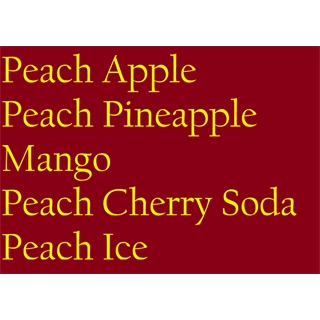 Peach Apple
Peach Pineapple
Mango
Peach Cherry Soda
Peach Ice